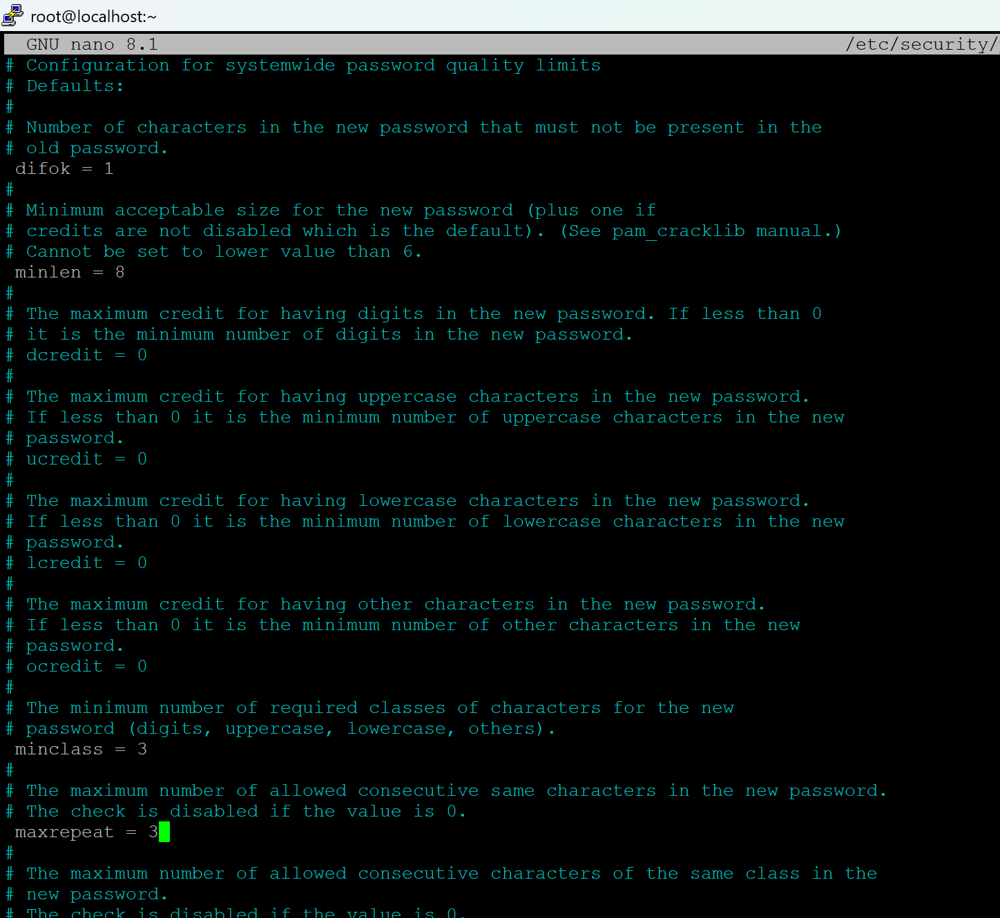 root@localhost:~
GNU nano 8.1 /etc/security/
# Configuration for systemwide password quality limits
# Defaults:
#
# Number of characters in the new password that must not be present in the
# old password.
difok = 1
#
# Minimum acceptable size for the new password (plus one if
# credits are not disabled which is the default). (See pam_cracklib manual.)
# Cannot be set to lower value than 6.
minlen = 8
#
# The maximum credit for having digits in the new password. If less than 0
# it is the minimum number of digits in the new password.
# dcredit = 0
#
# The maximum credit for having uppercase characters in the new password.
# If less than 0 it is the minimum number of uppercase characters in the new
# password.
# ucredit = 0
#
# The maximum credit for having lowercase characters in the new password.
# If less than 0 it is the minimum number of lowercase characters in the new
# password.
# lcredit = 0
#
# The maximum credit for having other characters in the new password.
# If less than 0 it is the minimum number of other characters in the new
# password.
# ocredit = 0
#
# The minimum number of required classes of characters for the new
# password (digits, uppercase, lowercase, others).
minclass = 3
#
# The maximum number of allowed consecutive same characters in the new password.
# The check is disabled if the value is 0.
maxrepeat = 3
#
# The maximum number of allowed consecutive characters of the same class in the
# new password.
# The check is disabled if the value is 0.